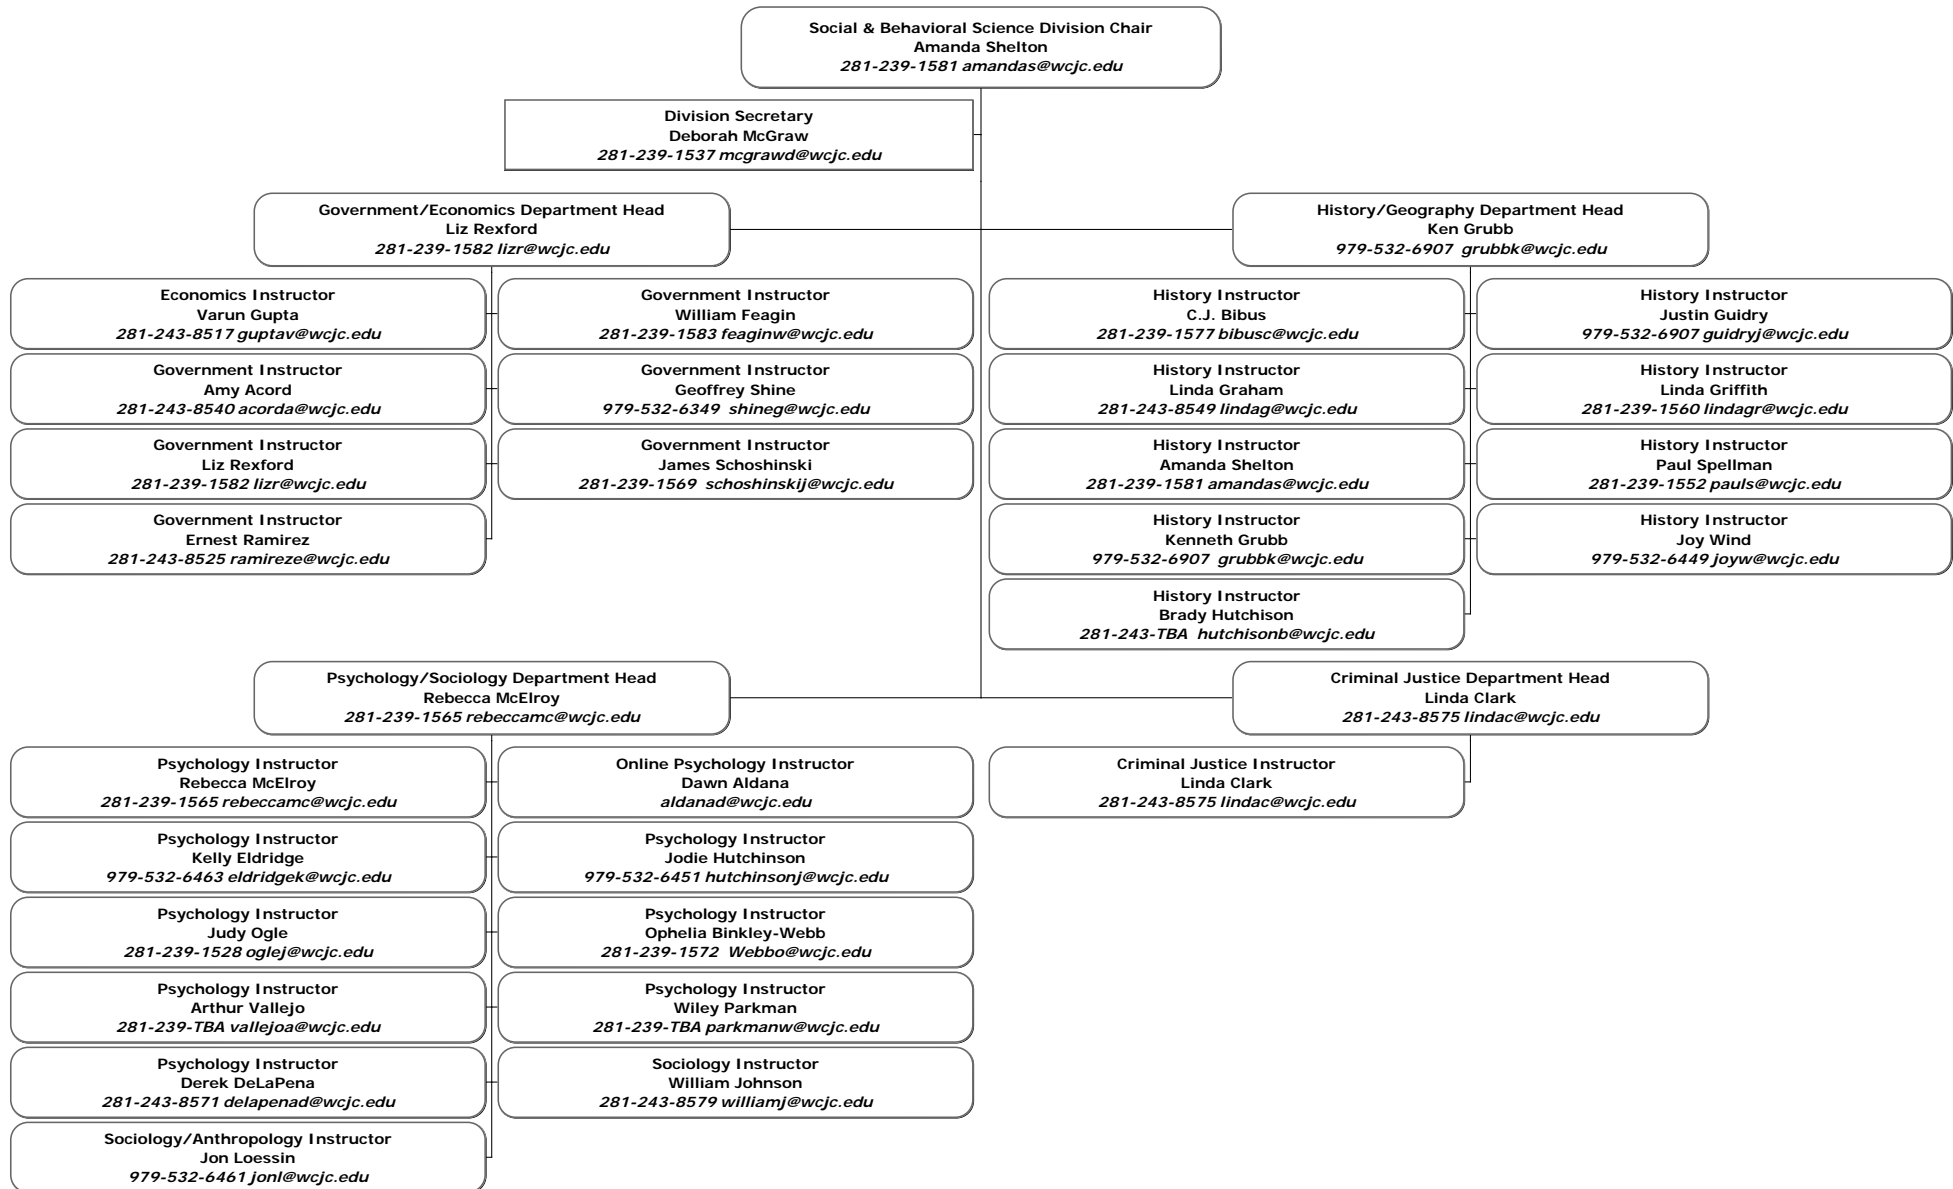 Social & Behavioral Science Division Chair
Amanda Shelton
281-239-1581 amandas@wcjc.edu
Division Secretary
Deborah McGraw
281-239-1537 mcgrawd@wcjc.edu
Government/Economics Department Head
Liz Rexford
281-239-1582 lizr@wcjc.edu
History/Geography Department Head
Ken Grubb
979-532-6907 grubbk@wcjc.edu
Economics Instructor
Varun Gupta
281-243-8517 guptav@wcjc.edu
Government Instructor
William Feagin
281-239-1583 feaginw@wcjc.edu
History Instructor
C.J. Bibus
281-239-1577 bibusc@wcjc.edu
History Instructor
Justin Guidry
979-532-6907 guidryj@wcjc.edu
Government Instructor
Amy Acord
281-243-8540 acorda@wcjc.edu
Government Instructor
Geoffrey Shine
979-532-6349 shineg@wcjc.edu
History Instructor
Linda Graham
281-243-8549 lindag@wcjc.edu
History Instructor
Linda Griffith
281-239-1560 lindagr@wcjc.edu
Government Instructor
Liz Rexford
281-239-1582 lizr@wcjc.edu
Government Instructor
James Schoshinski
281-239-1569 schoshinskij@wcjc.edu
History Instructor
Amanda Shelton
281-239-1581 amandas@wcjc.edu
History Instructor
Paul Spellman
281-239-1552 pauls@wcjc.edu
Government Instructor
Ernest Ramirez
281-243-8525 ramireze@wcjc.edu
History Instructor
Kenneth Grubb
979-532-6907 grubbk@wcjc.edu
History Instructor
Joy Wind
979-532-6449 joyw@wcjc.edu
History Instructor
Brady Hutchison
281-243-TBA hutchisonb@wcjc.edu
Psychology/Sociology Department Head
Rebecca McElroy
281-239-1565 rebeccamc@wcjc.edu
Criminal Justice Department Head
Linda Clark
281-243-8575 lindac@wcjc.edu
Psychology Instructor
Rebecca McElroy
281-239-1565 rebeccamc@wcjc.edu
Online Psychology Instructor
Dawn Aldana
aldanad@wcjc.edu
Criminal Justice Instructor
Linda Clark
281-243-8575 lindac@wcjc.edu
Psychology Instructor
Kelly Eldridge
979-532-6463 eldridgek@wcjc.edu
Psychology Instructor
Jodie Hutchinson
979-532-6451 hutchinsonj@wcjc.edu
Psychology Instructor
Judy Ogle
281-239-1528 oglej@wcjc.edu
Psychology Instructor
Ophelia Binkley-Webb
281-239-1572 Webbo@wcjc.edu
Psychology Instructor
Arthur Vallejo
281-239-TBA vallejoa@wcjc.edu
Psychology Instructor
Wiley Parkman
281-239-TBA parkmanw@wcjc.edu
Psychology Instructor
Derek DeLaPena
281-243-8571 delapenad@wcjc.edu
Sociology Instructor
William Johnson
281-243-8579 williamj@wcjc.edu
Sociology/Anthropology Instructor
Jon Loessin
979-532-6461 jonl@wcjc.edu